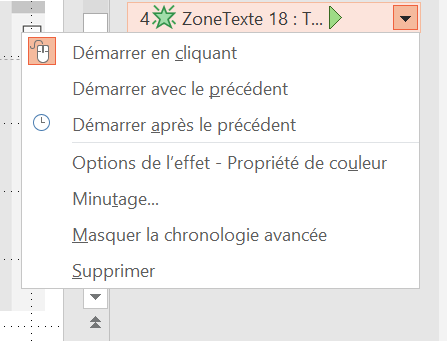 4 ZoneTexte 18 : T...
Démarrer en cliquant
Démarrer avec le précédent
Démarrer après le précédent
Options de l'effet - Propriété de couleur
Minutage...
Masquer la chronologie avancée
Supprimer